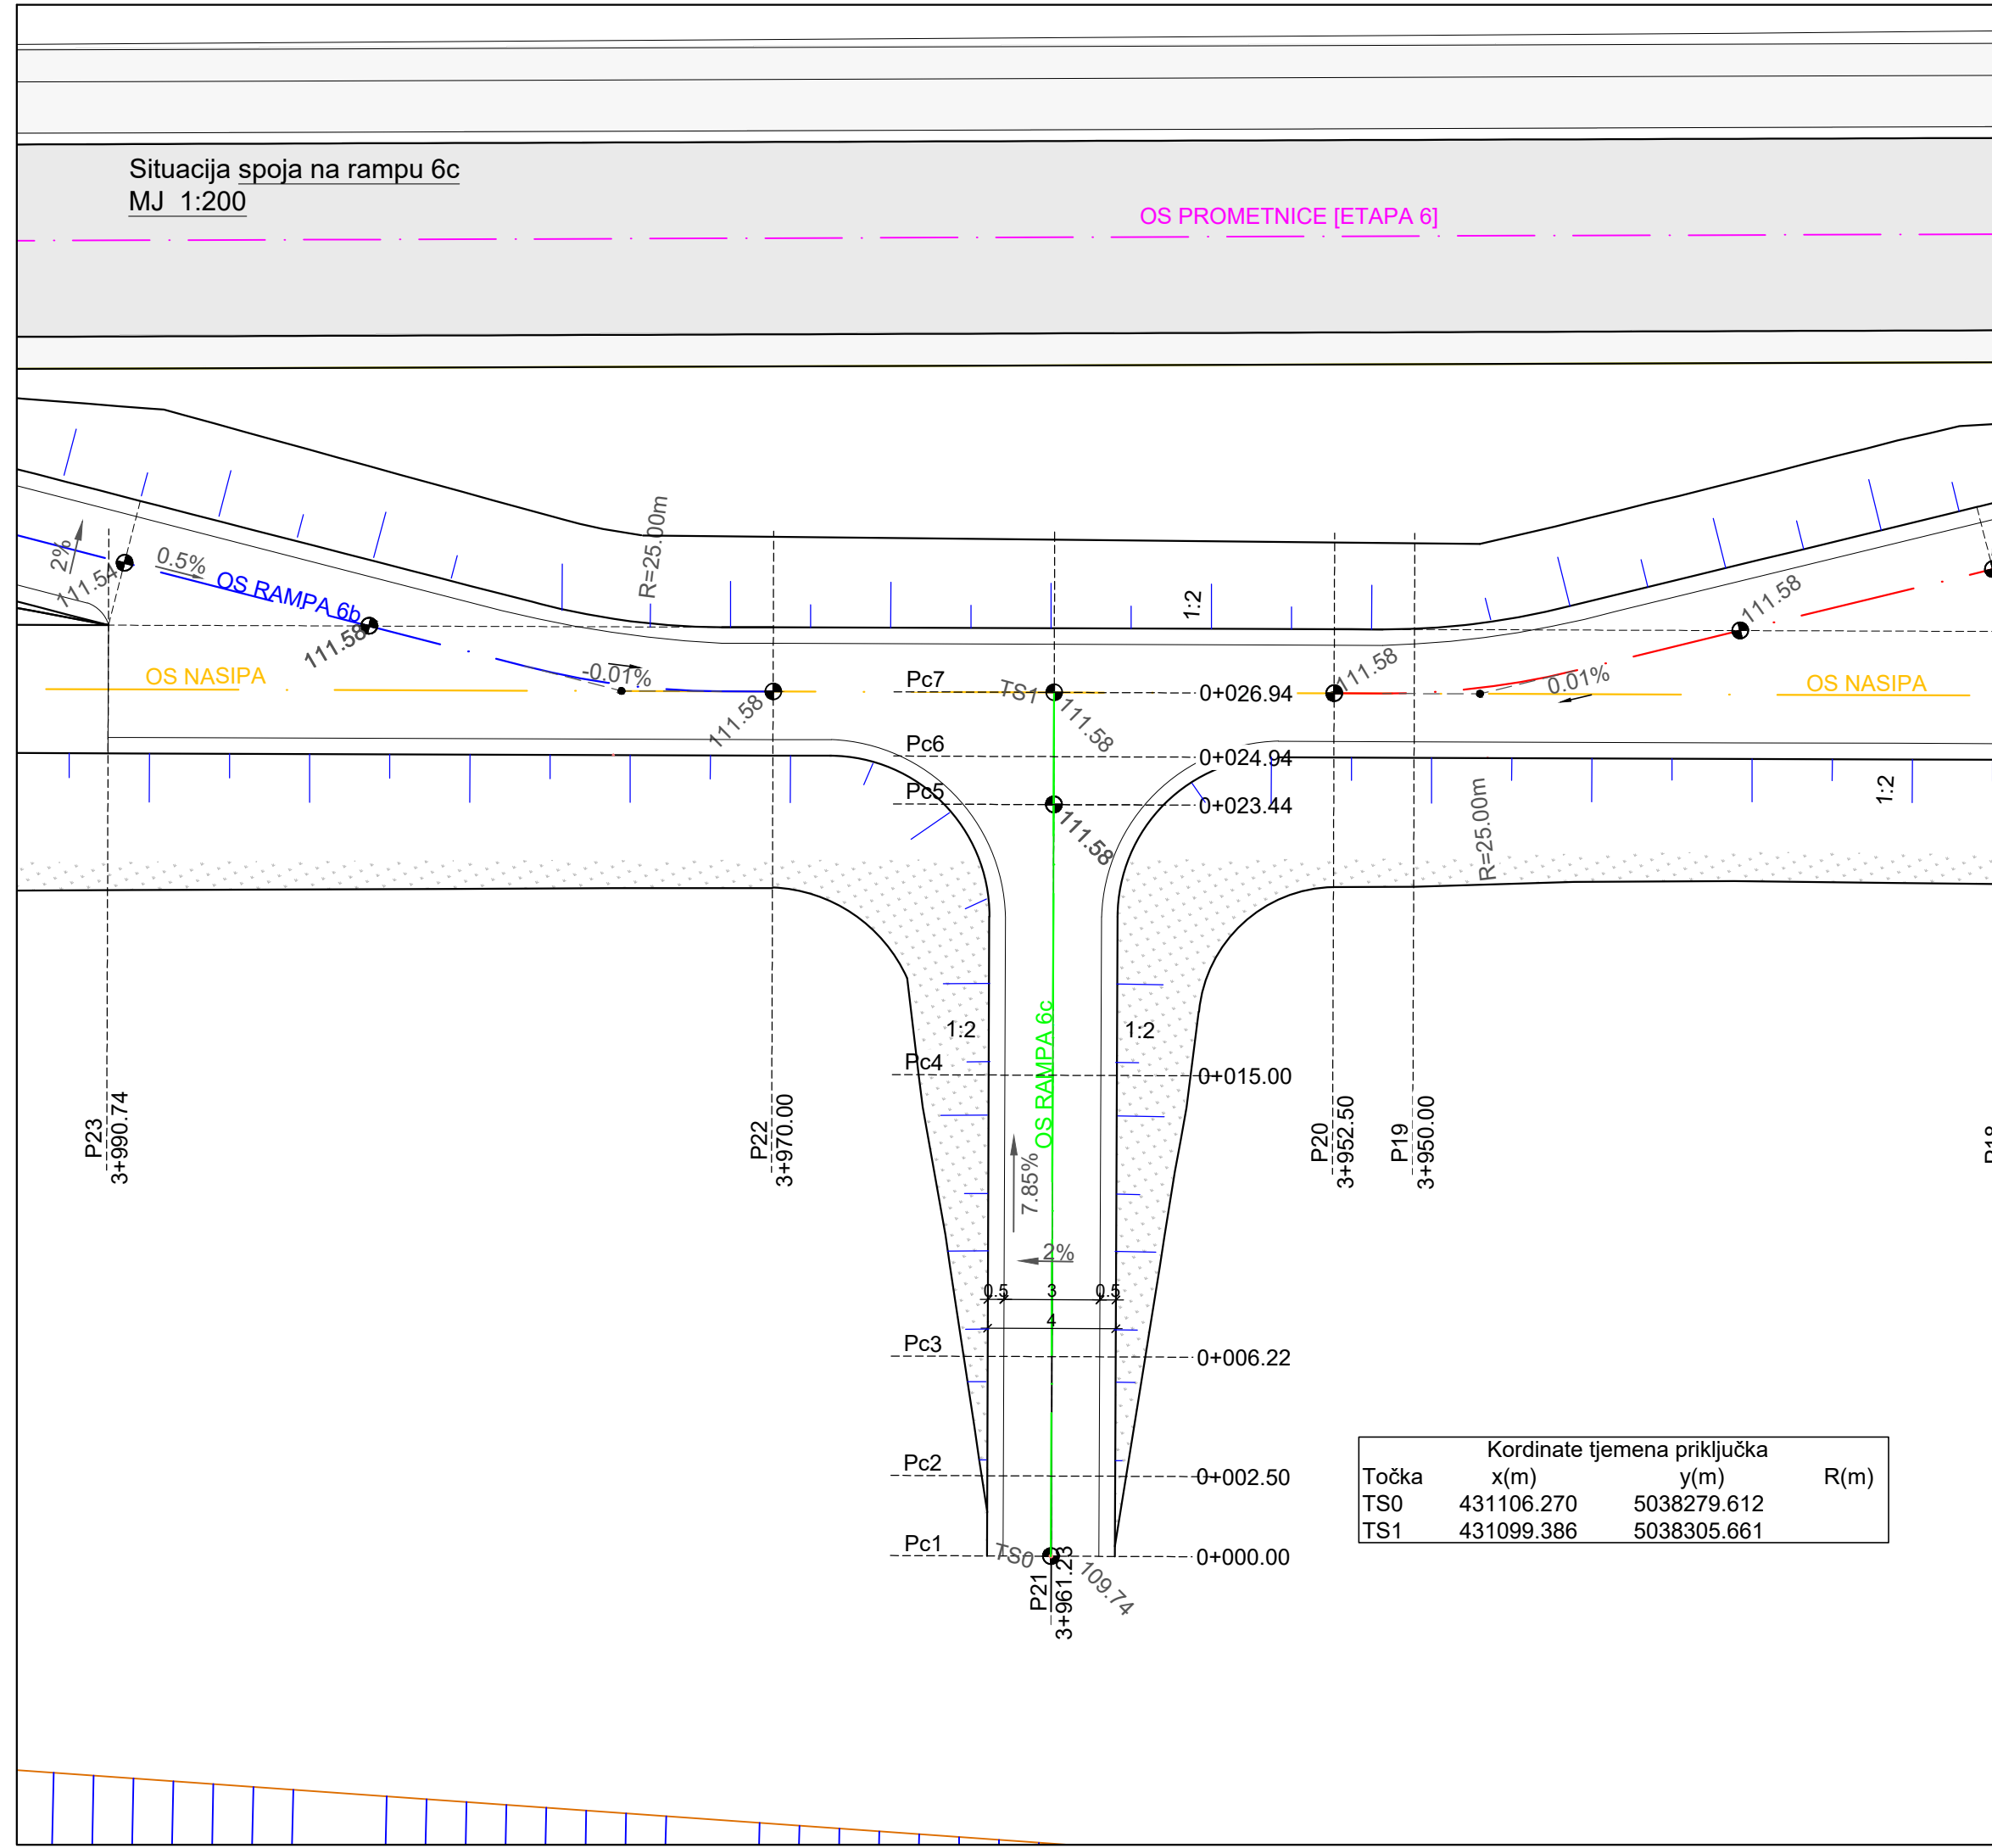 Situacija spoja na rampu 6c
MJ 1:200
OS PROMETNICE [ETAPA 6]
R=25.00m
2%
111.54
0.5%
OS RAMPA 6b
111.58
1:2
111.58
OS NASIPA
-0.01%
111.58
Pc7
TS1
111.58
0+026.94
111.58
0.01%
OS NASIPA
Pc6
0+024.94
Pc5
0+023.44
111.58
R=25.00m
1:2
1:2
OS RAMPA 6c
1:2
Pc4
0+015.00
P23
3+990.74
P22
3+970.00
P20
3+952.50
P19
3+950.00
7.85%
2%
0.5
3
0.5
4
Pc3
0+006.22
Pc2
0+002.50
Pc1
TS0
0+000.00
P21
3+961.23
109.74
Kordinate tjemena priključka
Točka x(m) y(m) R(m)
TS0 431106.270 5038279.612
TS1 431099.386 5038305.661